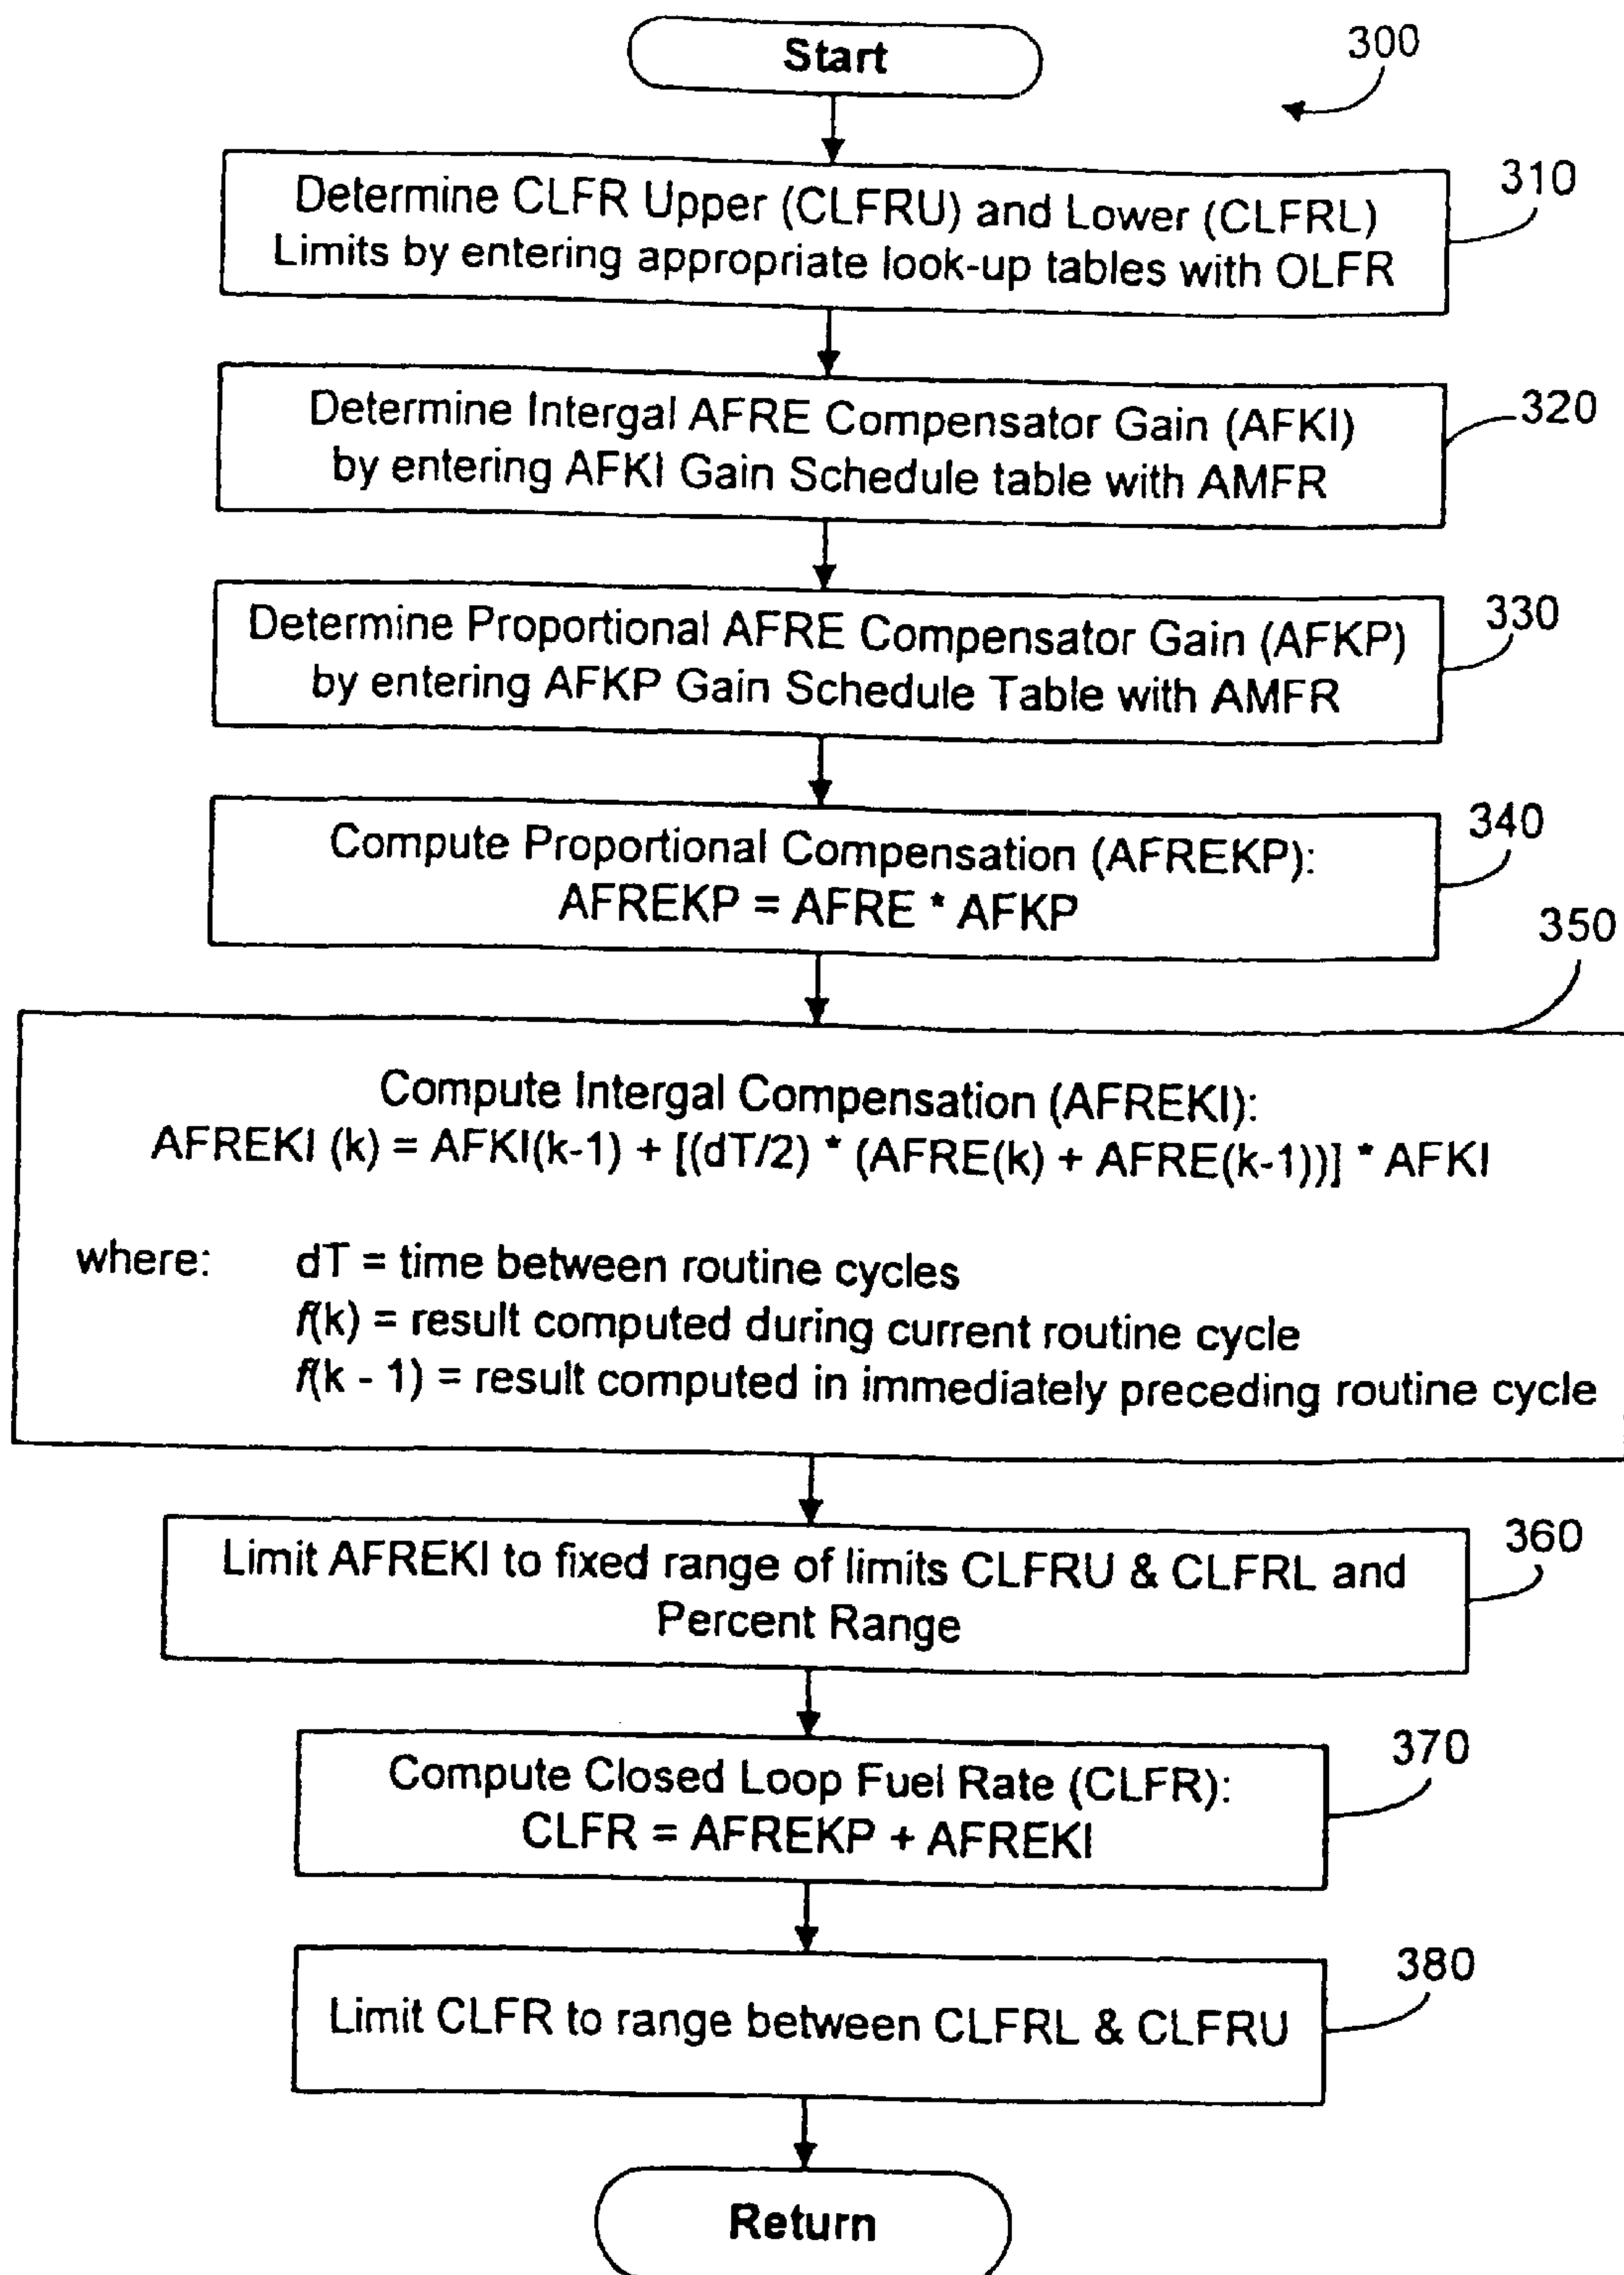 Start
300
Determine CLFR Upper (CLFRU) and Lower (CLFRL)
Limits by entering appropriate look-up tables with OLFR
310
Determine Intergal AFRE Compensator Gain (AFKI)
by entering AFKI Gain Schedule table with AMFR
320
Determine Proportional AFRE Compensator Gain (AFKP)
by entering AFKP Gain Schedule Table with AMFR
330
Compute Proportional Compensation (AFREKP):
AFREKP = AFRE * AFKP
340
350
Compute Intergal Compensation (AFREKI):
AFREKI (k) = AFKI(k-1) + [((dT/2) * (AFRE(k) + AFRE(k-1))] * AFKI
where: dT = time between routine cycles
f(k) = result computed during current routine cycle
f(k - 1) = result computed in immediately preceding routine cycle
Limit AFREKI to fixed range of limits CLFRU & CLFRL and
Percent Range
360
Compute Closed Loop Fuel Rate (CLFR):
CLFR = AFREKP + AFREKI
370
Limit CLFR to range between CLFRL & CLFRU
380
Return